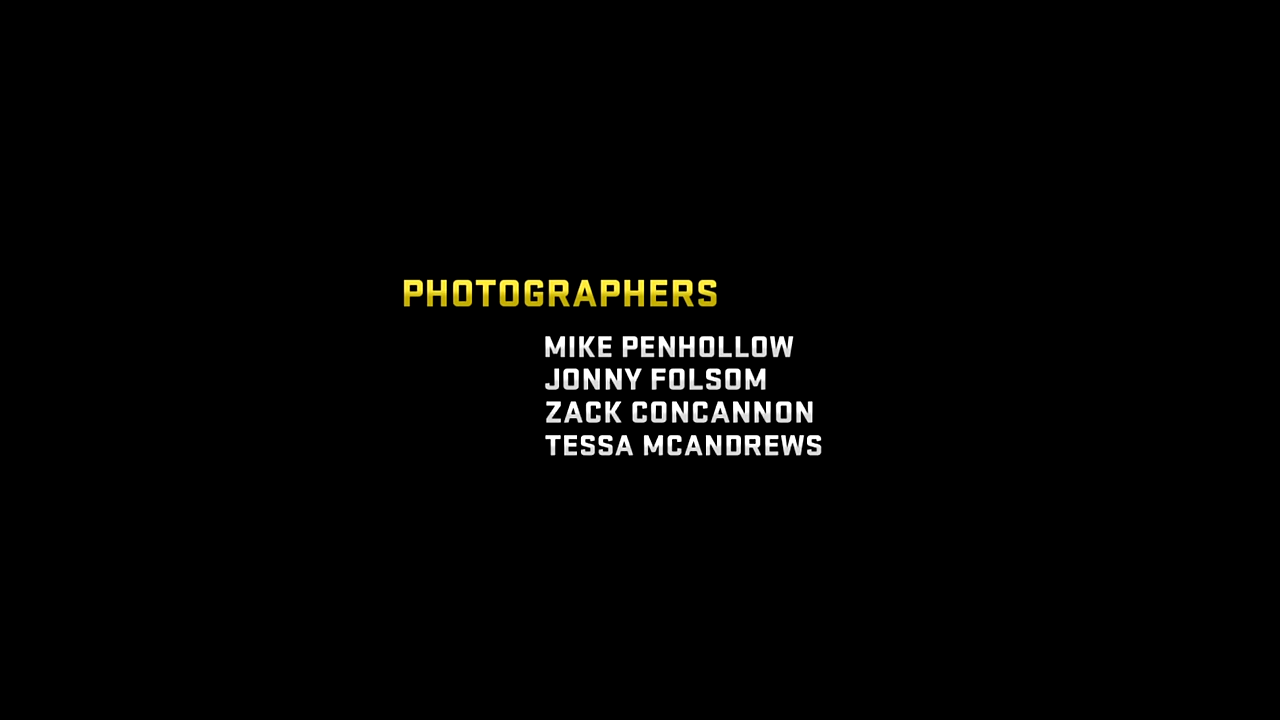 PHOTOGRAPHERS
MIKE PENHOLLOW
JONNY FOLSOM
ZACK CONCANNON
TESSA MCANDREWS